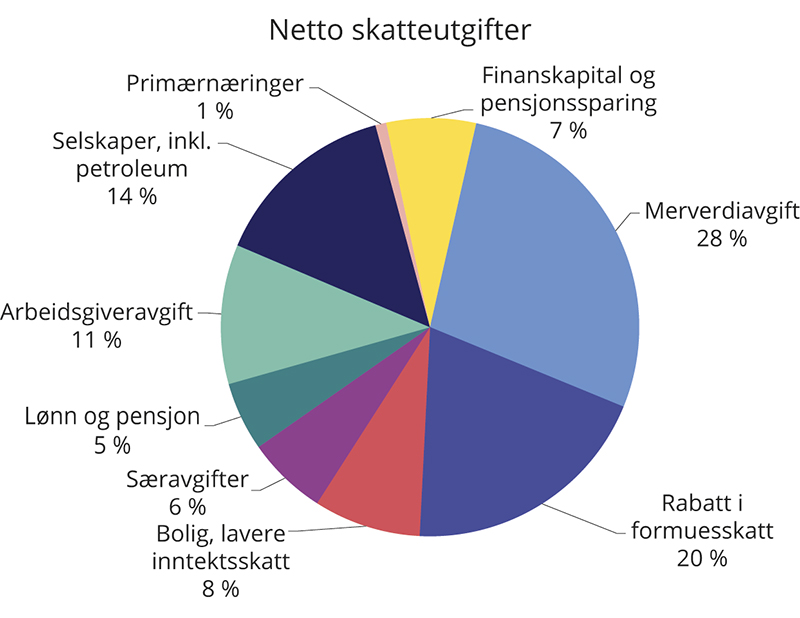 Netto skatteutgifter
Finanskapital og
pensjonssparing
7 %
Merverdiavgift
28 %
Rabatt i
formuesskatt
20 %
Bolig, lavere
inntektsskatt
8 %
Særavgifter
6 %
Lønn og pensjon
5 %
Arbeidsgiveravgift
11 %
Selskaper, inkl.
petroleum
14 %
Primærnæringer
1 %